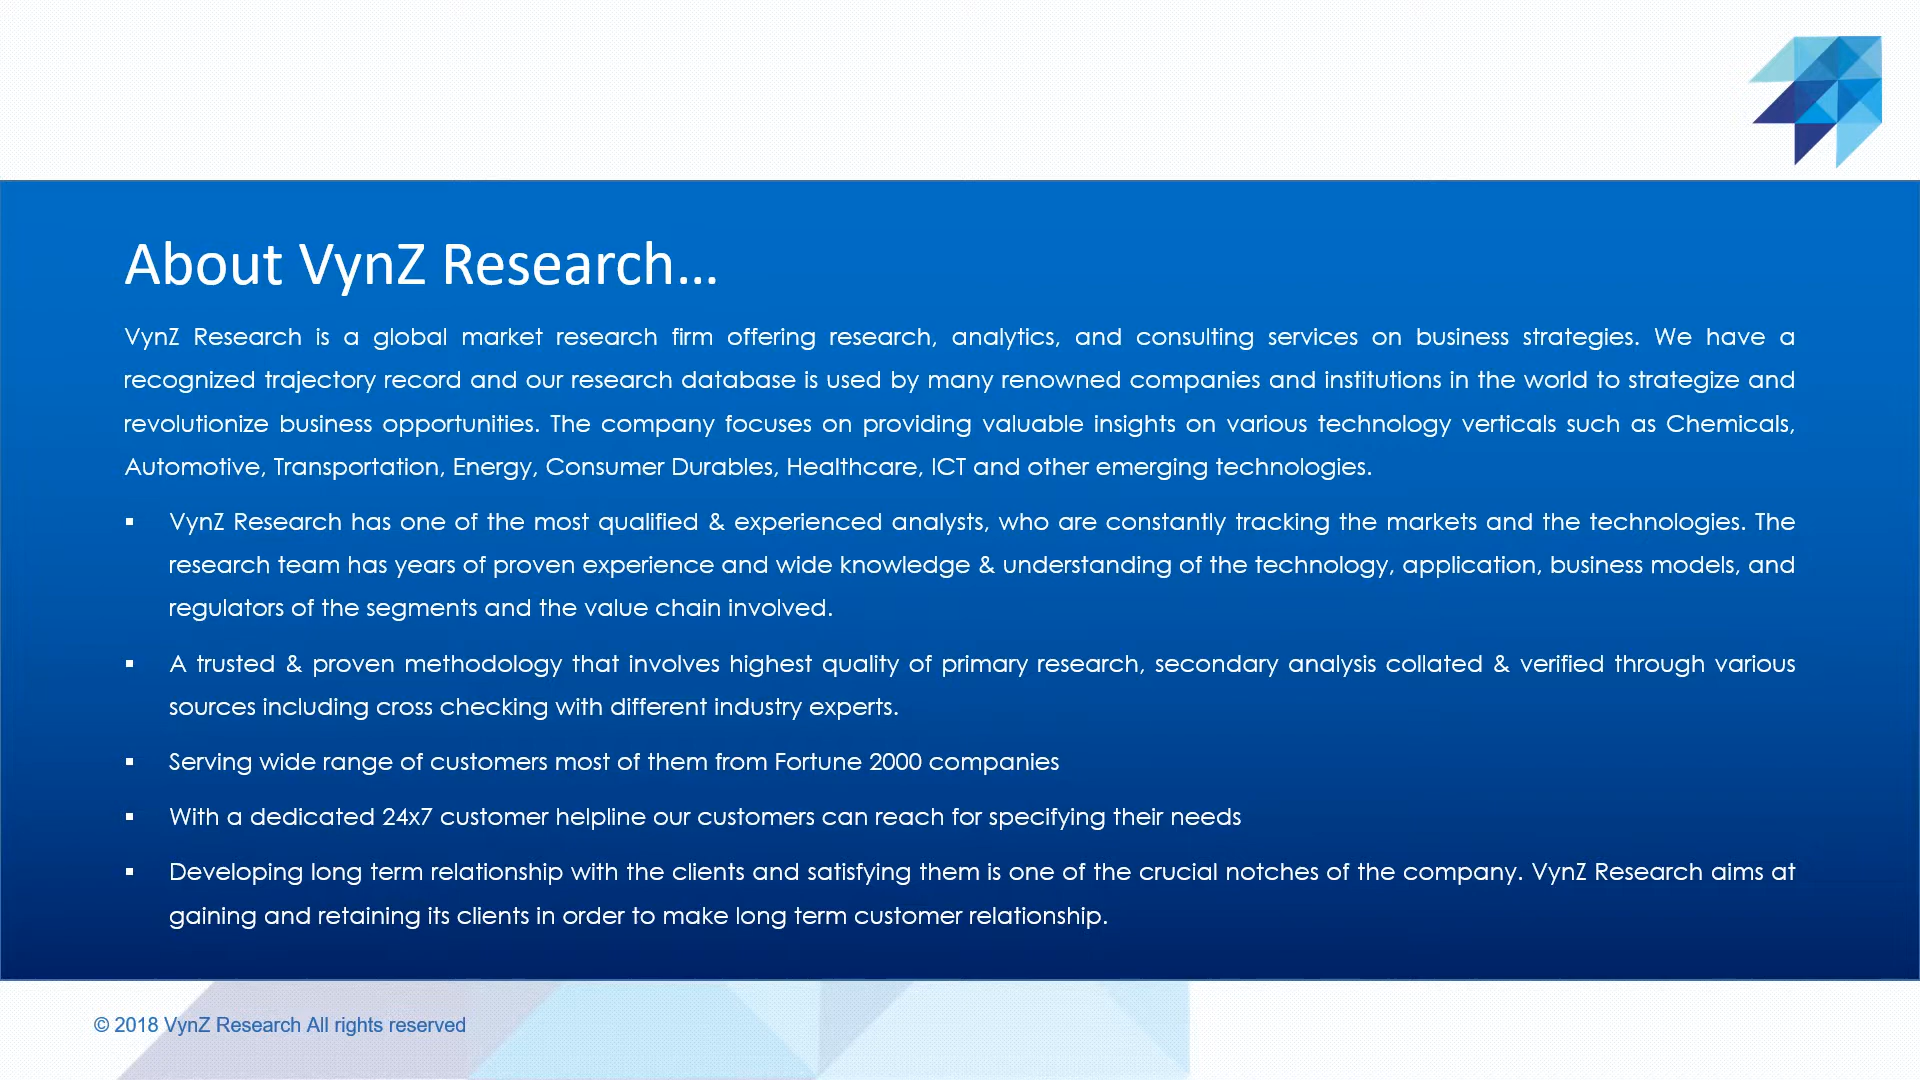 About VynZ Research...
VynZ Research is a global market research firm offering research, analytics, and consulting services on business strategies. We have a
recognized trajectory record and our research database is used by many renowned companies and institutions in the world to strategize and
revolutionize business opportunities. The company focuses on providing valuable insights on various technology verticals such as Chemicals,
Automotive, Transportation, Energy, Consumer Durables, Healthcare, ICT and other emerging technologies.
▪ VynZ Research has one of the most qualified & experienced analysts, who are constantly tracking the markets and the technologies. The
research team has years of proven experience and wide knowledge & understanding of the technology, application, business models, and
regulators of the segments and the value chain involved.
▪ A trusted & proven methodology that involves highest quality of primary research, secondary analysis collated & verified through various
sources including cross checking with different industry experts.
▪ Serving wide range of customers most of them from Fortune 2000 companies
▪ With a dedicated 24x7 customer helpline our customers can reach for specifying their needs
▪ Developing long term relationship with the clients and satisfying them is one of the crucial notches of the company. VynZ Research aims at
gaining and retaining its clients in order to make long term customer relationship.
© 2018 VynZ Research All rights reserved